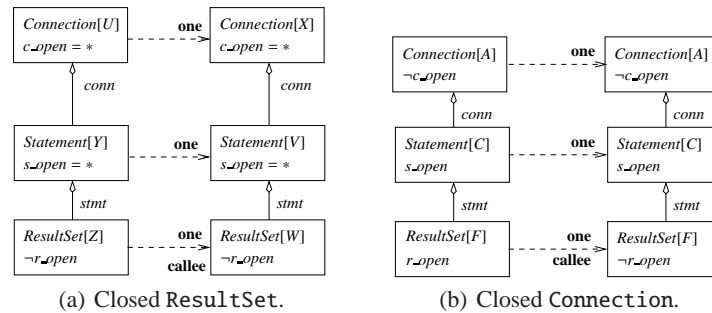 Connection[U]
c_open = *
one
Connection[X]
c_open = *
conn
conn
Statement[Y]
s_open = *
one
Statement[V]
s_open = *
stmt
stmt
ResultSet[Z]
¬r_open
one
callee
ResultSet[W]
¬r_open
(a) Closed ResultSet.
Connection[A]
¬c_open
one
Connection[A]
¬c_open
conn
conn
Statement[C]
s_open
one
Statement[C]
s_open
stmt
stmt
ResultSet[F]
r_open
one
callee
ResultSet[F]
¬r_open
(b) Closed Connection.